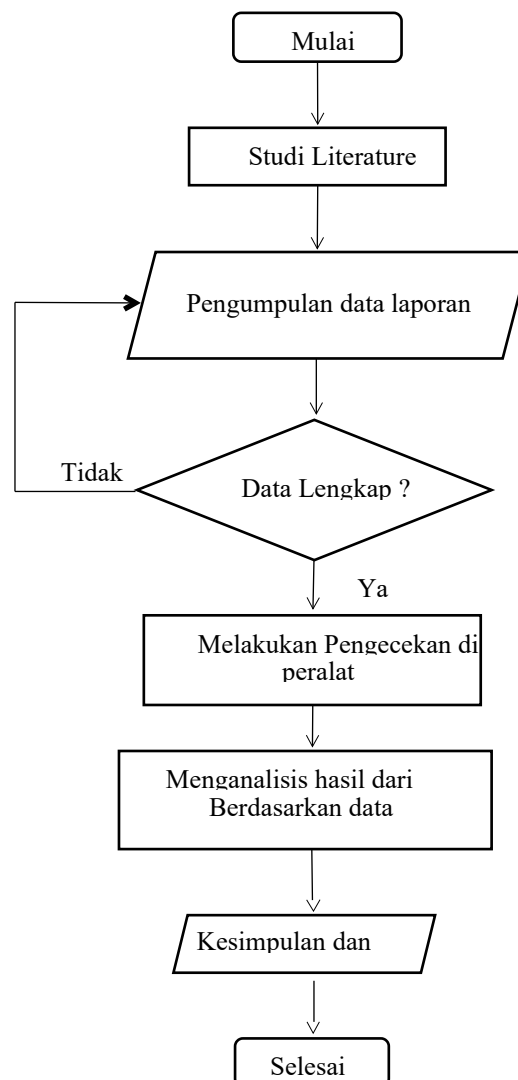 Mulai
Studi Literature
Pengumpulan data laporan
Tidak
Data Lengkap ?
Ya
Melakukan Pengecekan di
peralat
Menganalisis hasil dari
Berdasarkan data
Kesimpulan dan
Selesai